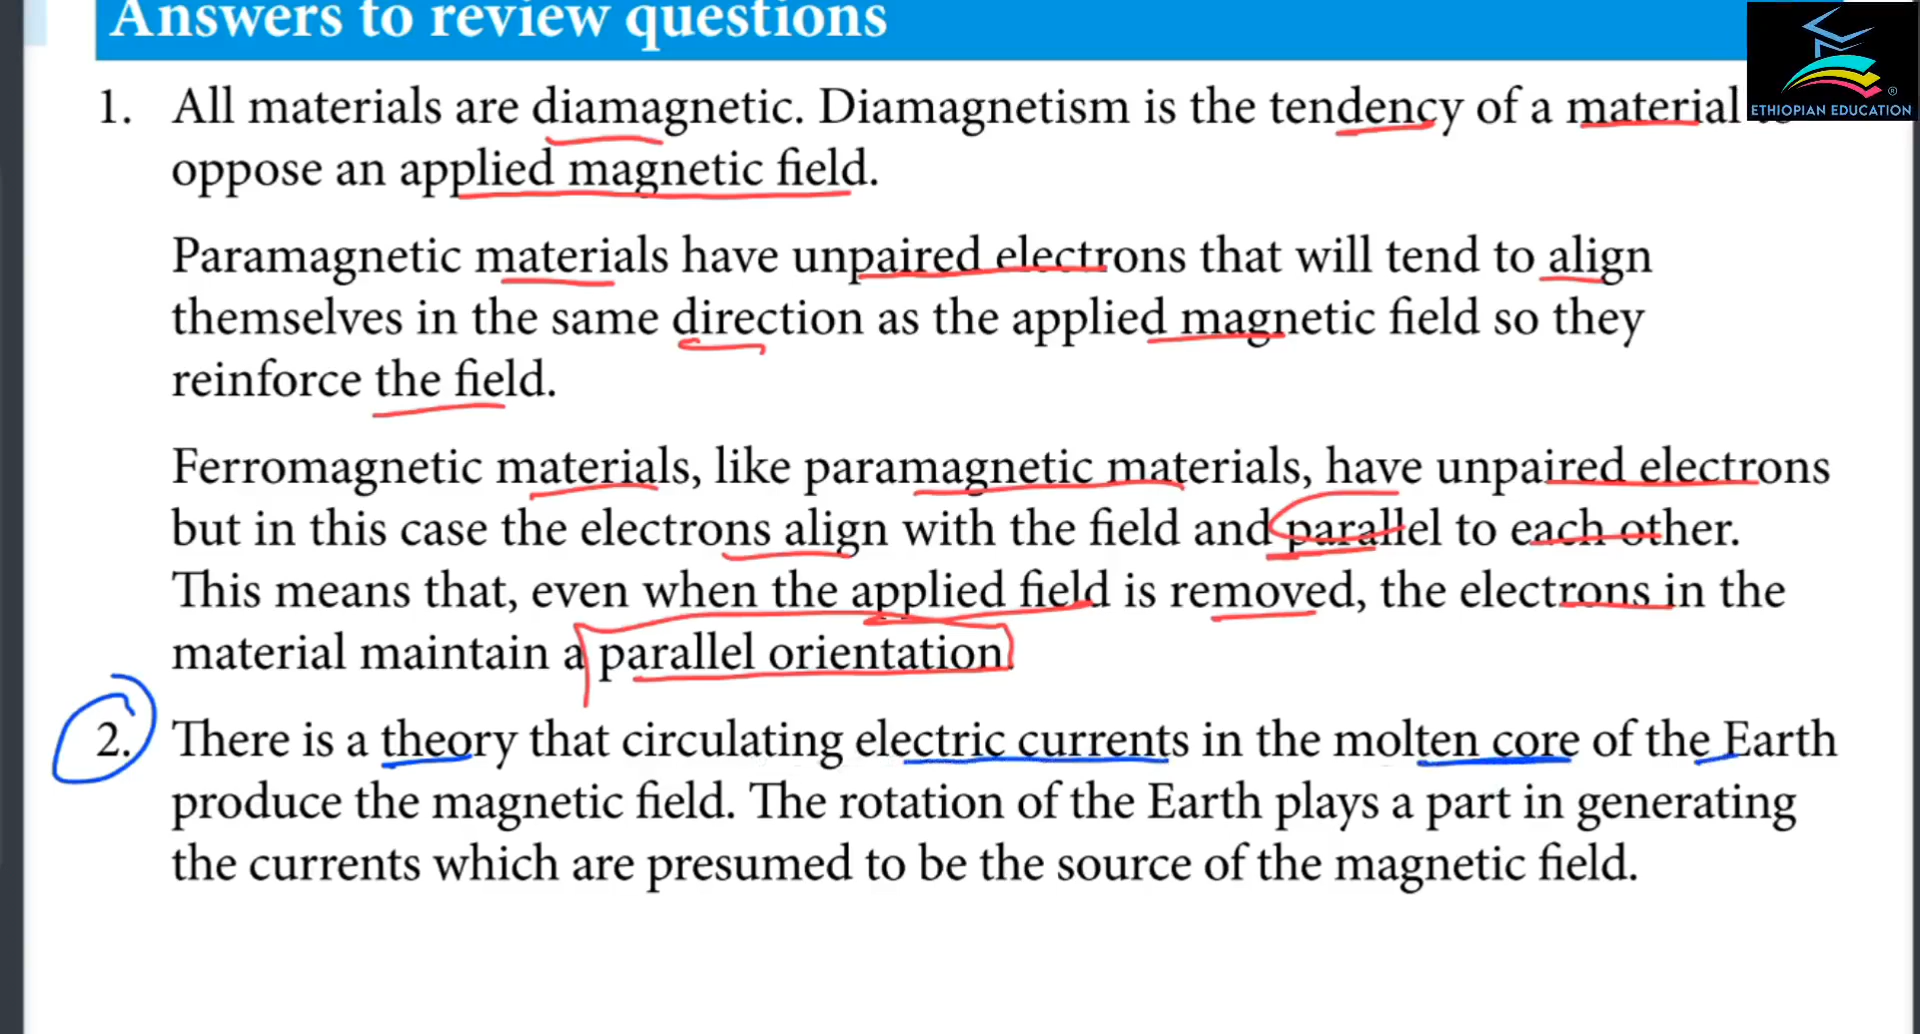 Answers to review questions
ETHIOPIAN EDUCATION
1. All materials are diamagnetic. Diamagnetism is the tendency of a material
oppose an applied magnetic field.
Paramagnetic materials have unpaired electrons that will tend to align
themselves in the same direction as the applied magnetic field so they
reinforce the field.
Ferromagnetic materials, like paramagnetic materials, have unpaired electrons
but in this case the electrons align with the field and parallel to each other.
This means that, even when the applied field is removed, the electrons in the
material maintain a parallel orientation.
2. There is a theory that circulating electric currents in the molten core of the Earth
produce the magnetic field. The rotation of the Earth plays a part in generating
the currents which are presumed to be the source of the magnetic field.